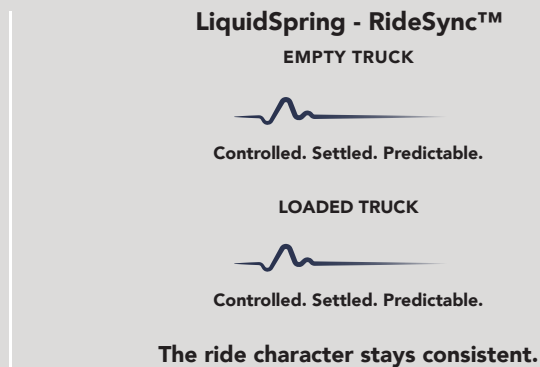 LiquidSpring - RideSync™
EMPTY TRUCK
Controlled. Settled. Predictable.
LOADED TRUCK
Controlled. Settled. Predictable.
The ride character stays consistent.